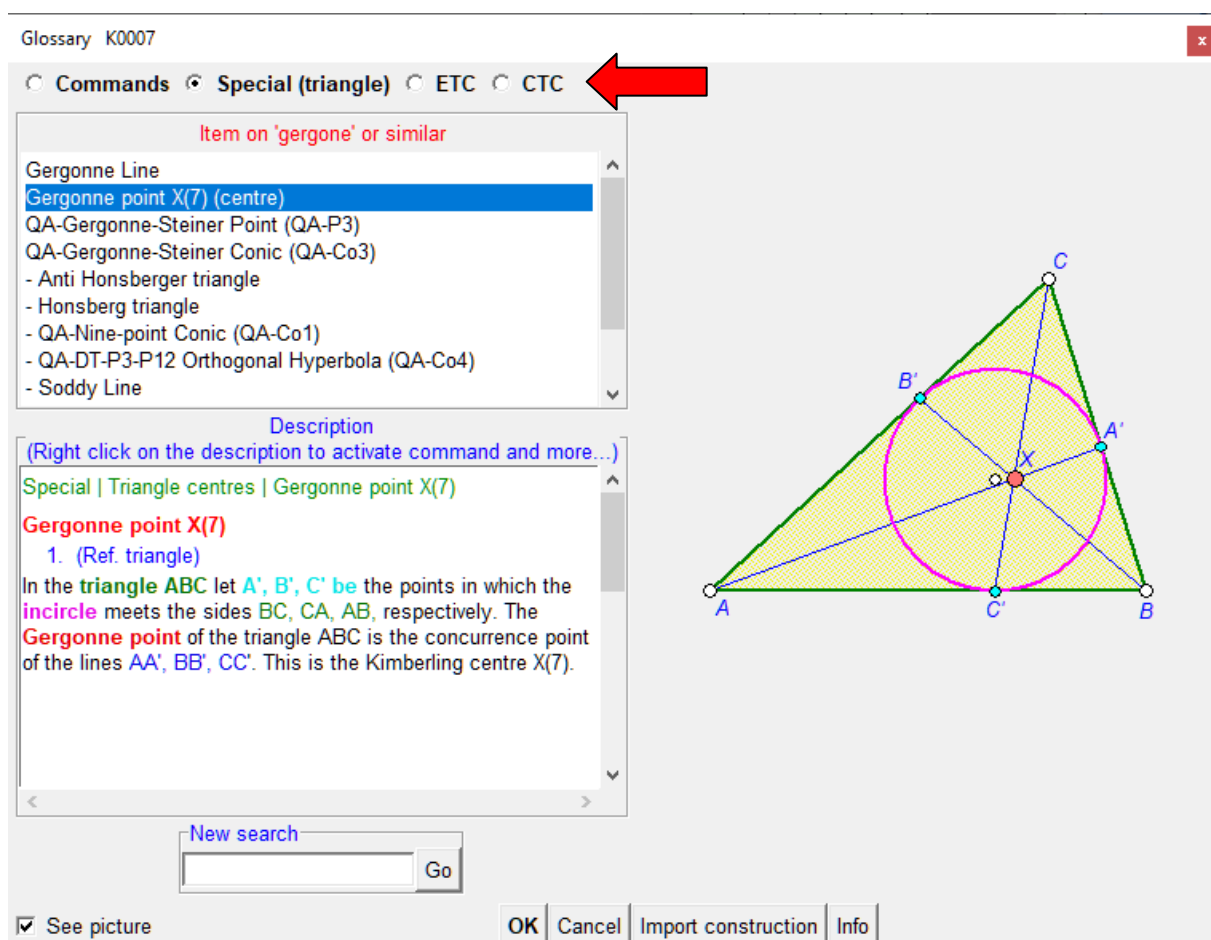 Glossary K0007
x
Commands Special (triangle) ETC CTC
Item on 'gergone' or similar
Gergonne Line
Gergonne point X(7) (centre)
QA-Gergonne-Steiner Point (QA-P3)
QA-Gergonne-Steiner Conic (QA-Co3)
- Anti Honsberger triangle
- Honsberg triangle
- QA-Nine-point Conic (QA-Co1)
- QA-DT-P3-P12 Orthogonal Hyperbola (QA-Co4)
- Soddy Line
Description
(Right click on the description to activate command and more...)
Special | Triangle centres | Gergonne point X(7)
Gergonne point X(7)
1. (Ref. triangle)
In the triangle ABC let A', B', C' be the points in which the
incircle meets the sides BC, CA, AB, respectively. The
Gergonne point of the triangle ABC is the concurrence point
of the lines AA', BB', CC'. This is the Kimberling centre X(7).
New search
Go
See picture
OK Cancel Import construction Info
C
B'
A'
X
A
C'
B